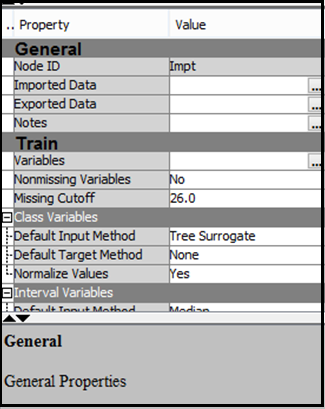 .. Property Value
General
Node ID Impt
Imported Data ...
Exported Data ...
Notes ...
Train
Variables ...
Nonmissing Variables No
Missing Cutoff 26.0
Class Variables
Default Input Method Tree Surrogate
Default Target Method None
Normalize Values Yes
Interval Variables
Default Input Method Median
General
General Properties